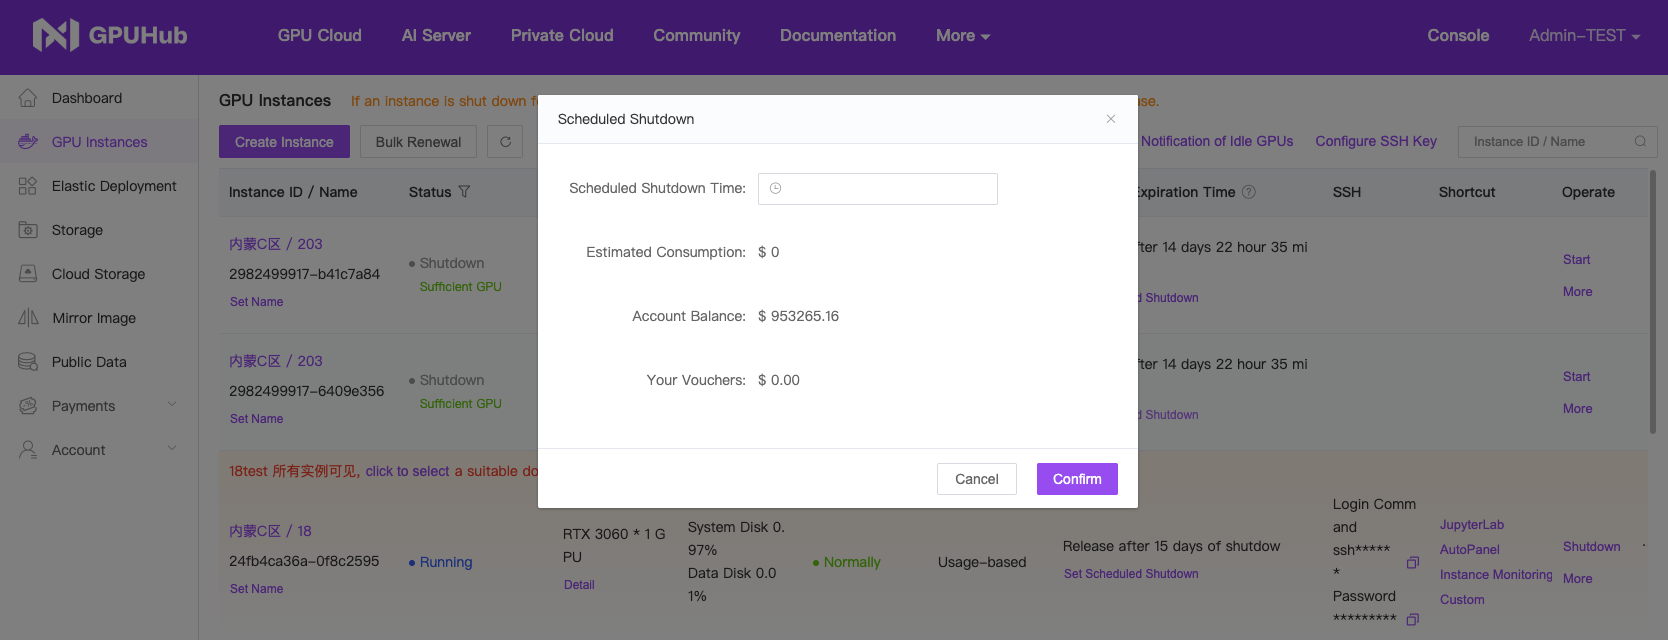 GPUHub
GPU Cloud
AI Server
Private Cloud
Community
Documentation
More
Console
Admin-TEST
Dashboard
GPU Instances
Elastic Deployment
Storage
Cloud Storage
Mirror Image
Public Data
Payments
Account
GPU Instances
If an instance is shut down f
se.
Create Instance
Bulk Renewal
Notification of Idle GPUs
Configure SSH Key
Instance ID / Name
Instance ID / Name
Status
Expiration Time
SSH
Shortcut
Operate
内蒙C区 / 203
2982499917-b41c7a84
Set Name
Shutdown
Sufficient GPU
fter 14 days 22 hour 35 mi
d Shutdown
Start
More
内蒙C区 / 203
2982499917-6409e356
Set Name
Shutdown
Sufficient GPU
fter 14 days 22 hour 35 mi
d Shutdown
Start
More
18test 所有实例可见, click to select a suitable do
内蒙C区 / 18
24fb4ca36a-0f8c2595
Set Name
Running
RTX 3060 * 1 G
PU
Detail
System Disk 0.
97%
Data Disk 0.0
1%
Normally
Usage-based
Release after 15 days of shutdow
Set Scheduled Shutdown
Login Comm
and
ssh*****
*
Password
*********
JupyterLab
AutoPanel
Instance Monitoring
Custom
Shutdown
More
Scheduled Shutdown
Scheduled Shutdown Time:
Estimated Consumption: $ 0
Account Balance: $ 953265.16
Your Vouchers: $ 0.00
Cancel
Confirm